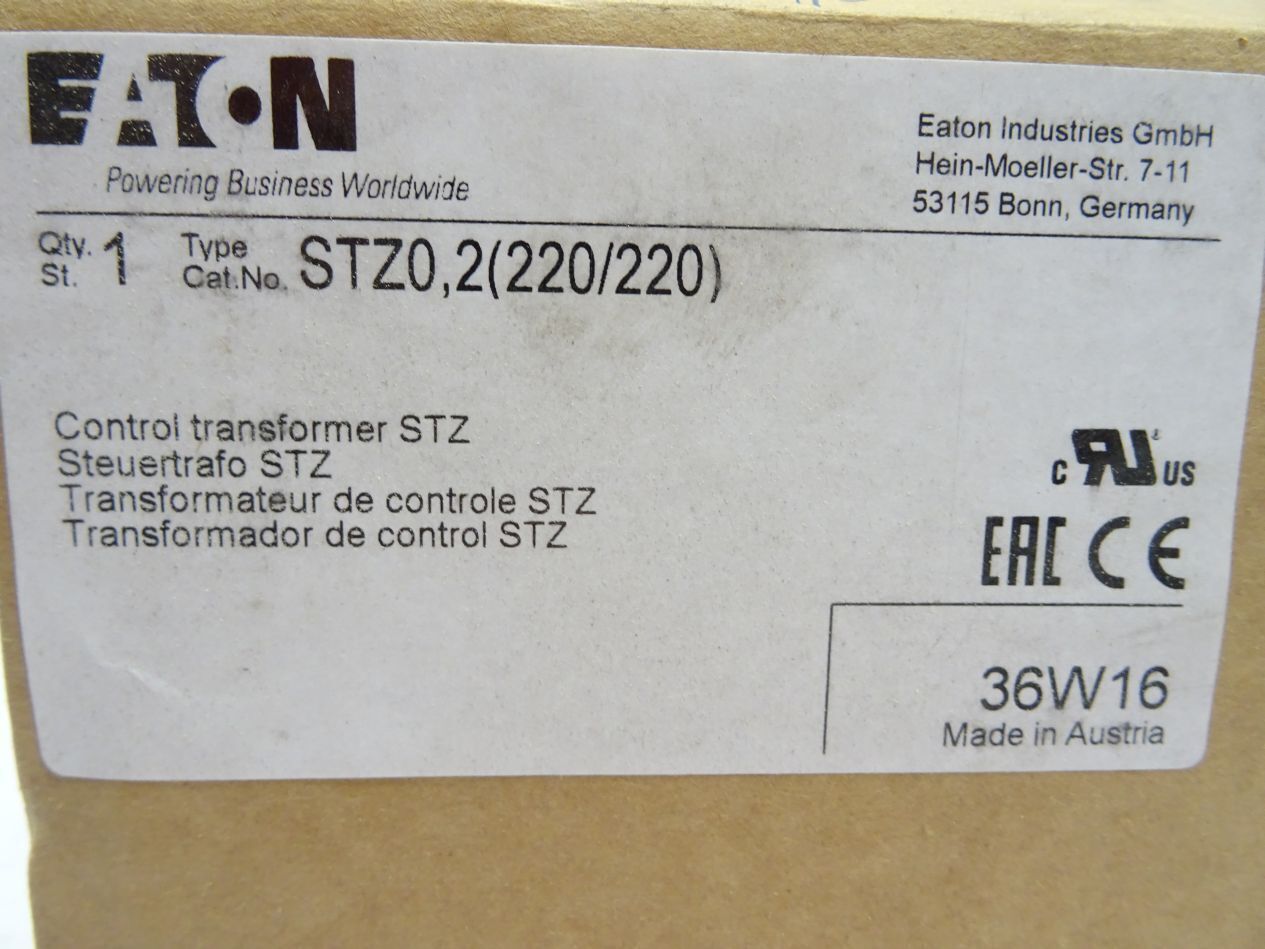 EATON
Powering Business Worldwide
Eaton Industries GmbH
Hein-Moeller-Str. 7-11
53115 Bonn, Germany
Qty. 1 Type STZ0,2(220/220)
St. Cat.No.
Control transformer STZ
Steuertrafo STZ
Transformateur de controle STZ
Transformador de control STZ
c RU US
EAC CE
36W16
Made in Austria